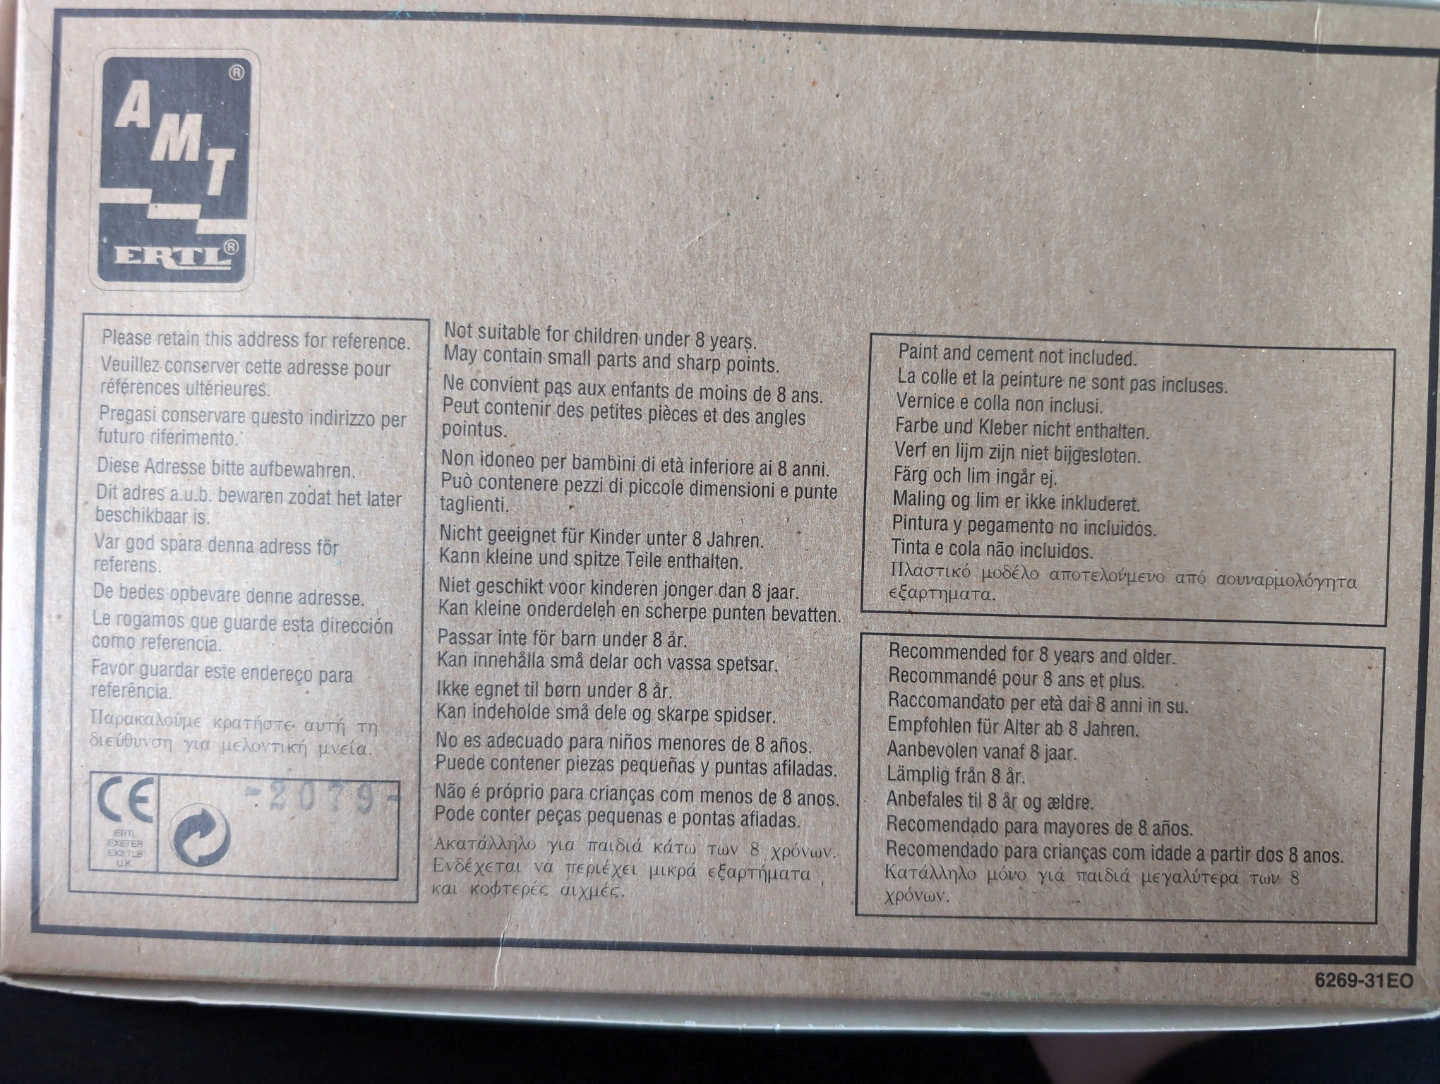 AMT®
ERTL®
Please retain this address for reference.
Veuillez conserver cette adresse pour
références ultérieures.
Pregasi conservare questo indirizzo per
futuro riferimento.
Diese Adresse bitte aufbewahren.
Dit adres a.u.b. bewaren zodat het later
beschikbaar is.
Var god spara denna adress för
referens.
De bedes opbevare denne adresse.
Le rogamos que guarde esta dirección
como referencia.
Favor guardar este endereço para
referência.
Παρακαλούμε κρατήστε αυτή τη
διεύθυνση για μελοντική μνεία.
CE
ERTL
EXETER
EX2 7LB
U.K.
-2079-
Not suitable for children under 8 years.
May contain small parts and sharp points.
Ne convient pas aux enfants de moins de 8 ans.
Peut contenir des petites pièces et des angles
pointus.
Non idoneo per bambini di età inferiore ai 8 anni.
Può contenere pezzi di piccole dimensioni e punte
taglienti.
Nicht geeignet für Kinder unter 8 Jahren.
Kann kleine und spitze Teile enthalten.
Niet geschikt voor kinderen jonger dan 8 jaar.
Kan kleine onderdelen en scherpe punten bevatten.
Passar inte för barn under 8 år.
Kan innehålla små delar och vassa spetsar.
Ikke egnet til børn under 8 år.
Kan indeholde små dele og skarpe spidser.
No es adecuado para niños menores de 8 años.
Puede contener piezas pequeñas y puntas afiladas.
Não é próprio para crianças com menos de 8 anos.
Pode conter peças pequenas e pontas afiadas.
Ακατάλληλο για παιδιά κάτω των 8 χρόνων.
Ενδέχεται να περιέχει μικρά εξαρτήματα
και κοφτερές αιχμές.
Paint and cement not included.
La colle et la peinture ne sont pas incluses.
Vernice e colla non inclusi.
Farbe und Kleber nicht enthalten.
Verf en lijm zijn niet bijgesloten.
Färg och lim ingår ej.
Maling og lim er ikke inkluderet.
Pintura y pegamento no incluidos.
Tinta e cola não incluidos.
Πλαστικό μοδέλο αποτελούμενο από αουναρμολόγητα
εξαρτηματα.
Recommended for 8 years and older.
Recommandé pour 8 ans et plus.
Raccomandato per età dai 8 anni in su.
Empfohlen für Alter ab 8 Jahren.
Aanbevolen vanaf 8 jaar.
Lämplig från 8 år.
Anbefales til 8 år og ældre.
Recomendado para mayores de 8 años.
Recomendado para crianças com idade a partir dos 8 anos.
Κατάλληλο μόνο γιά παιδιά μεγαλύτερα των 8
χρόνων.
6269-31EO